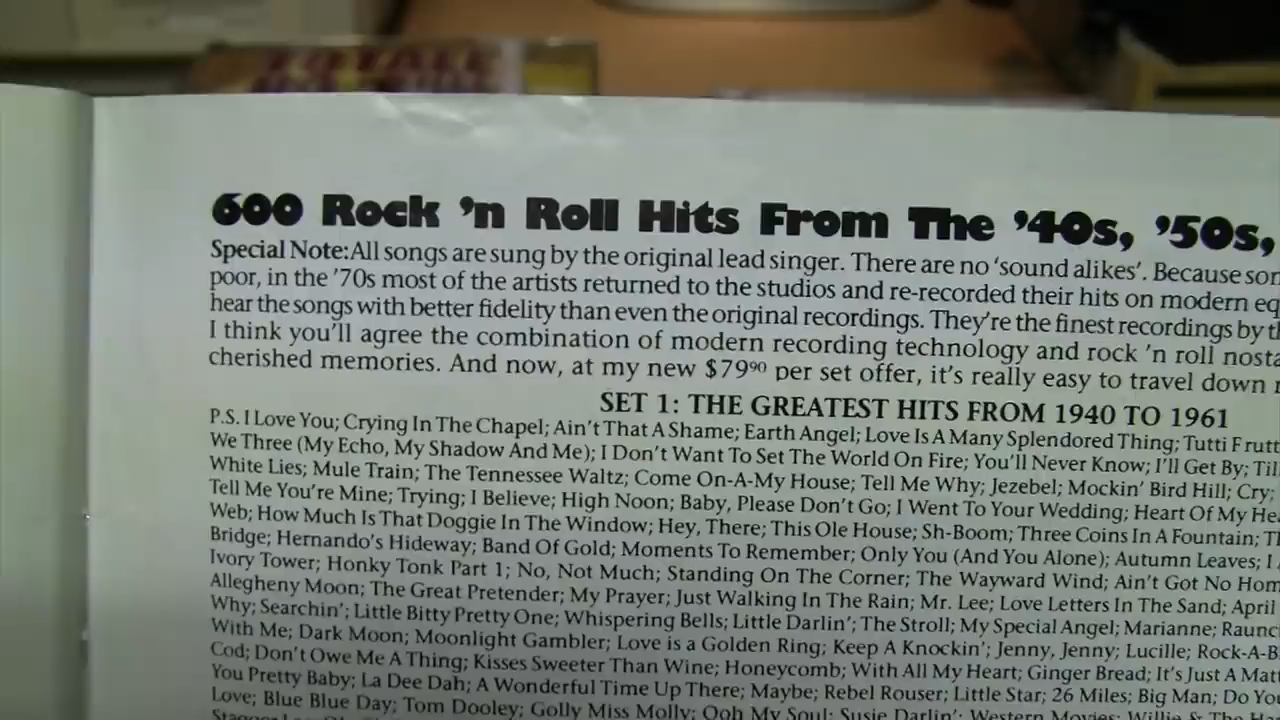 TOTALE
600 Rock 'n Roll Hits From The '40s, '50s,
Special Note:All songs are sung by the original lead singer. There are no 'sound alikes'. Because son
poor, in the '70s most of the artists returned to the studios and re-recorded their hits on modern eq
hear the songs with better fidelity than even the original recordings. They're the finest recordings by th
I think you'll agree the combination of modern recording technology and rock 'n roll nosta
cherished memories. And now, at my new $79⁹⁰ per set offer, it's really easy to travel down
SET 1: THE GREATEST HITS FROM 1940 TO 1961
P.S. I Love You; Crying In The Chapel; Ain't That A Shame; Earth Angel; Love Is A Many Splendored Thing; Tutti Frutt
We Three (My Echo, My Shadow And Me); I Don't Want To Set The World On Fire; You'll Never Know; I'll Get By; Till
White Lies; Mule Train; The Tennessee Waltz; Come On-A-My House; Tell Me Why; Jezebel; Mockin' Bird Hill; Cry;
Tell Me You're Mine; Trying; I Believe; High Noon; Baby, Please Don't Go; I Went To Your Wedding; Heart Of My He
Web; How Much Is That Doggie In The Window; Hey, There; This Ole House; Sh-Boom; Three Coins In A Fountain; Th
Bridge; Hernando's Hideway; Band Of Gold; Moments To Remember; Only You (And You Alone); Autumn Leaves; I
Ivory Tower; Honky Tonk Part 1; No, Not Much; Standing On The Corner; The Wayward Wind; Ain't Got No Hom
Allegheny Moon; The Great Pretender; My Prayer; Just Walking In The Rain; Mr. Lee; Love Letters In The Sand; April
Why; Searchin'; Little Bitty Pretty One; Whispering Bells; Little Darlin'; The Stroll; My Special Angel; Marianne; Raunc
With Me; Dark Moon; Moonlight Gambler; Love is a Golden Ring; Keep A Knockin'; Jenny, Jenny; Lucille; Rock-A-B
Cod; Don't Owe Me A Thing; Kisses Sweeter Than Wine; Honeycomb; With All My Heart; Ginger Bread; It's Just A Matt
You Pretty Baby; La Dee Dah; A Wonderful Time Up There; Maybe; Rebel Rouser; Little Star; 26 Miles; Big Man; Do Yo
Love; Blue Blue Day; Tom Dooley; Golly Miss Molly; Ooh My Soul; Susie Darlin'; Western Movies; Willie The H